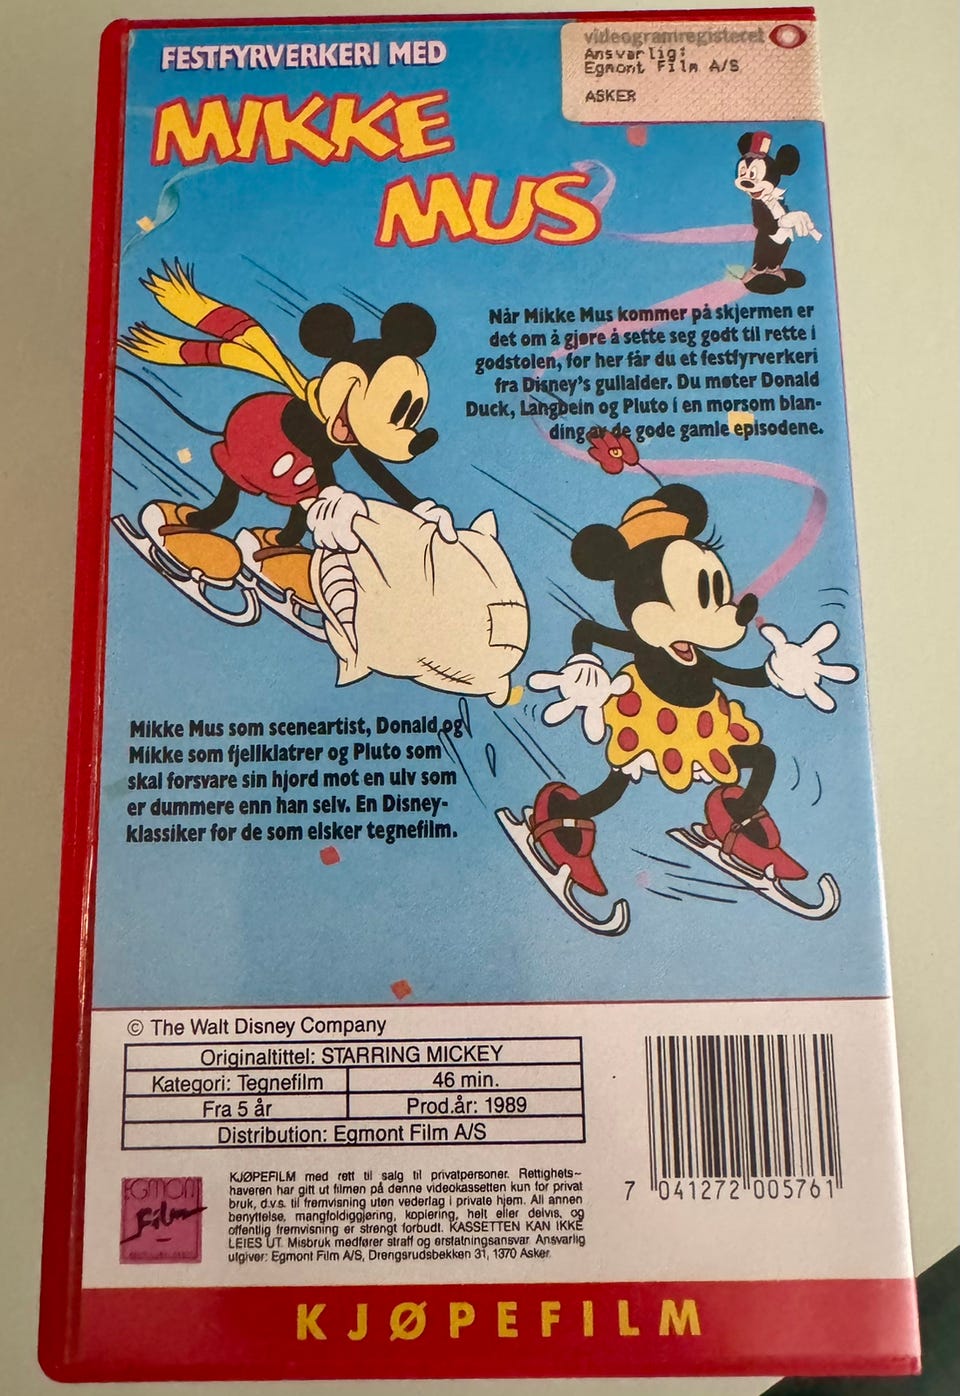 FESTFYRVERKERI MED
MIKKE
MUS
videogramregisteret
Ansvarlig:
Egmont Film A/S
ASKER
Når Mikke Mus kommer på skjermen er
det om å gjøre å sette seg godt til rette i
godstolen, for her får du et festfyrverkeri
fra Disney's gullalder. Du møter Donald
Duck, Langbein og Pluto i en morsom blan-
ding av de gode gamle episodene.
Mikke Mus som sceneartist, Donald og
Mikke som fjellklatrer og Pluto som
skal forsvare sin hjord mot en ulv som
er dummere enn han selv. En Disney-
klassiker for de som elsker tegnefilm.
© The Walt Disney Company
Originaltittel: STARRING MICKEY
Kategori: Tegnefilm 46 min.
Fra 5 år Prod.år: 1989
Distribution: Egmont Film A/S
EGMONT
Film
KJØPEFILM med rett til salg til privatpersoner. Rettighets-
haveren har gitt ut filmen på denne videokassetten kun for privat
bruk, d.v.s. til fremvisning uten vederlag i private hjem. All annen
benyttelse, mangfoldiggjøring, kopiering, helt eller delvis, og
offentlig fremvisning er strengt forbudt. KASSETTEN KAN IKKE
LEIES UT. Misbruk medfører straff og erstatningsansvar. Ansvarlig
utgiver: Egmont Film A/S, Drengsrudsbekken 31, 1370 Asker.
7 041272 005761
KJØPEFILM